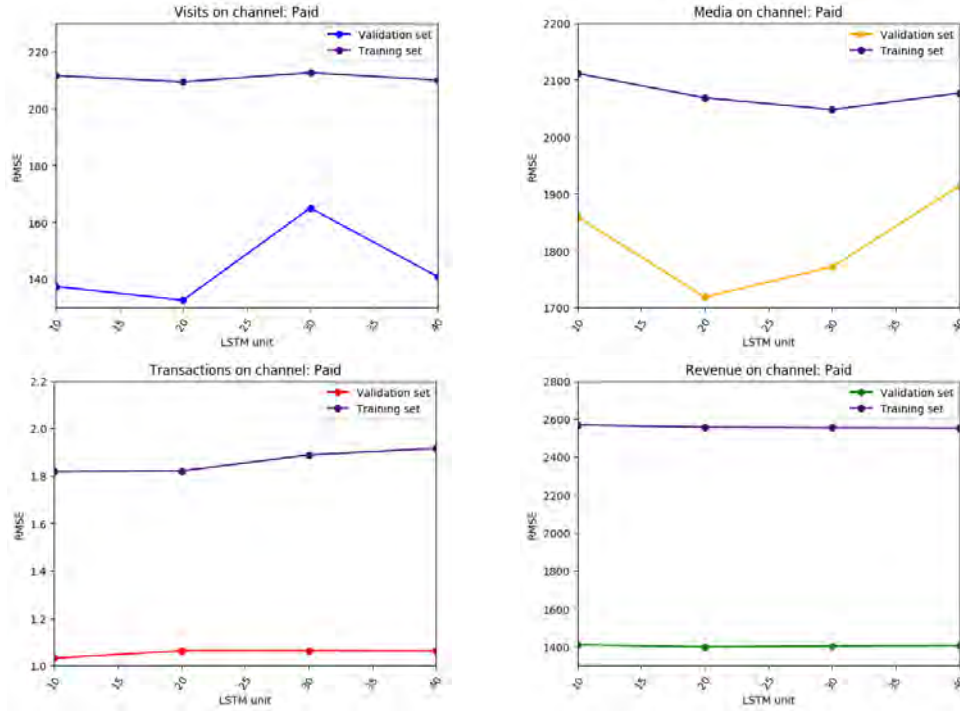 Visits on channel: Paid
Validation set
Training set
220
200
180
160
140
RMSE
10
15
20
25
30
35
40
LSTM unit
Media on channel: Paid
Validation set
Training set
2200
2100
2000
1900
1800
1700
RMSE
10
15
20
25
30
35
40
LSTM unit
Transactions on channel: Paid
Validation set
Training set
2.2
2.0
1.8
1.6
1.4
1.2
1.0
RMSE
10
15
20
25
30
35
40
LSTM unit
Revenue on channel: Paid
Validation set
Training set
2800
2600
2400
2200
2000
1800
1600
1400
RMSE
10
15
20
25
30
35
40
LSTM unit